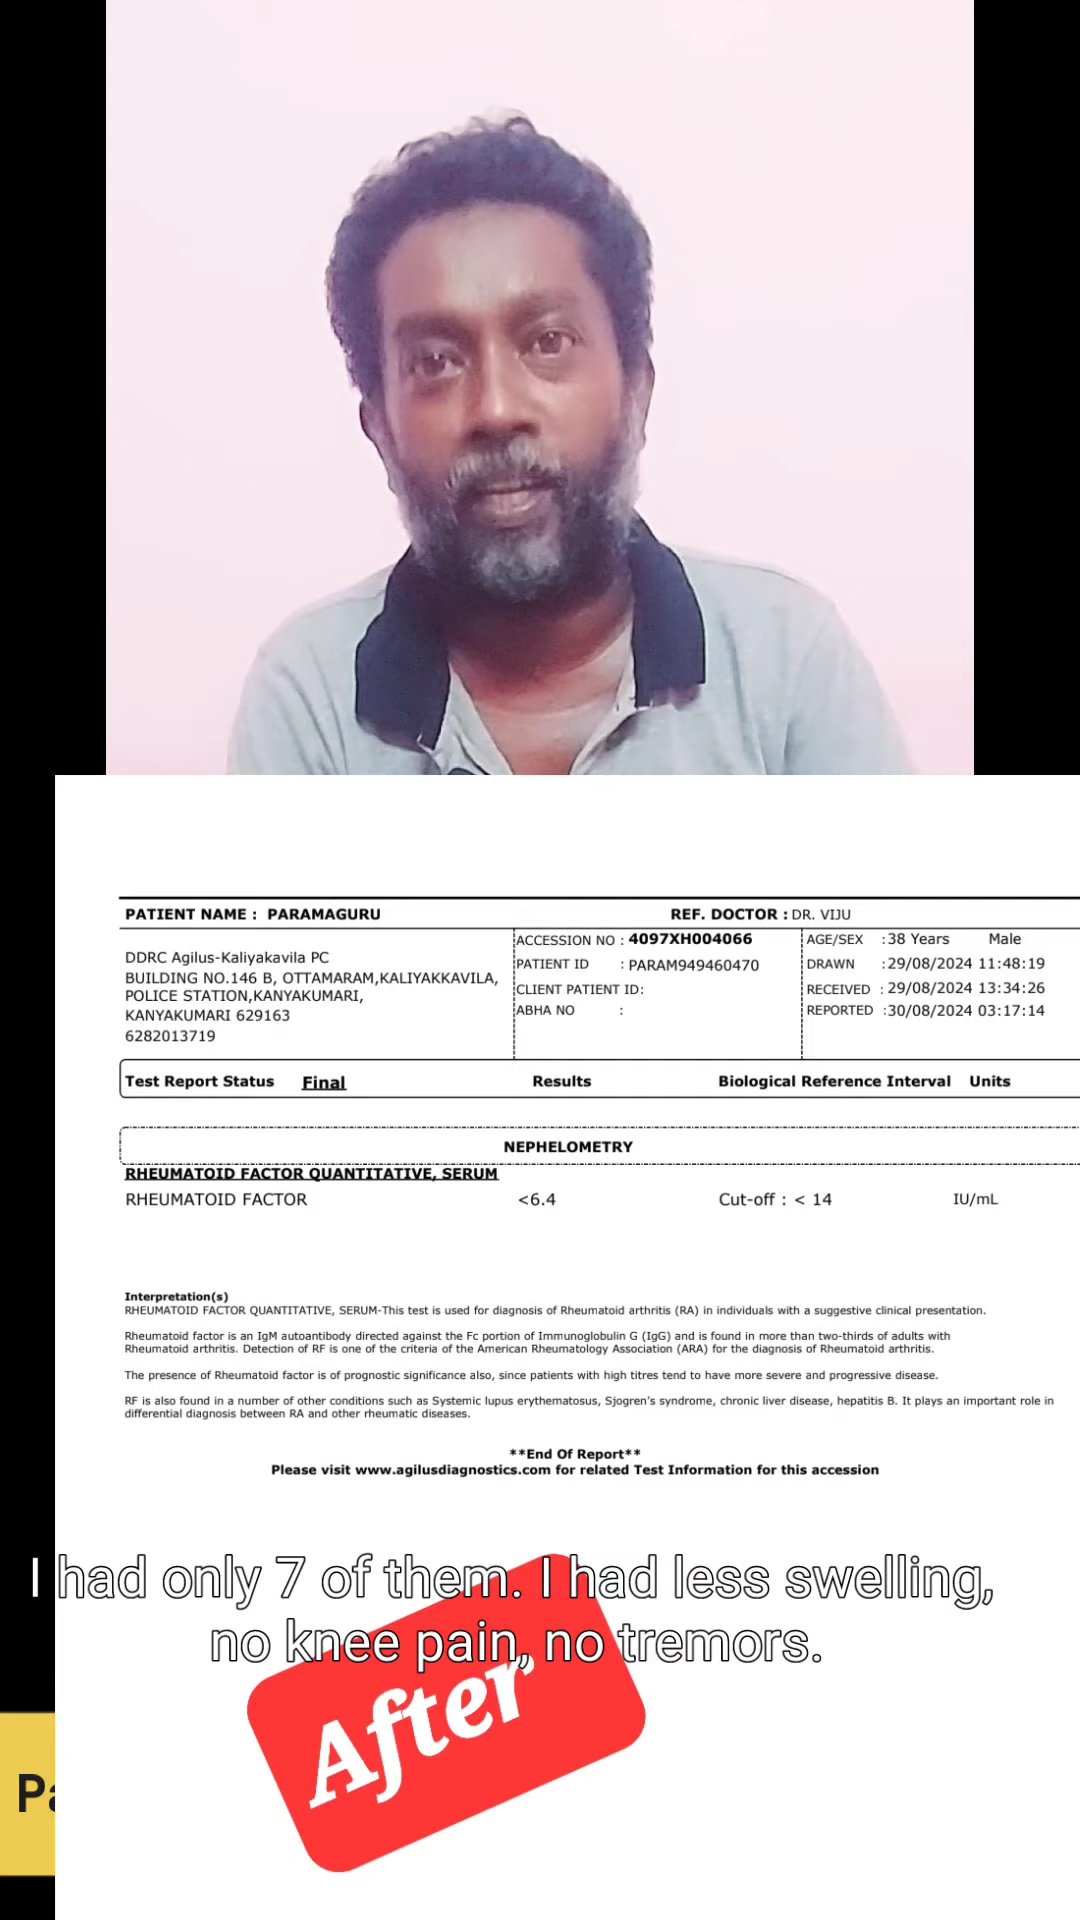 PATIENT NAME : PARAMAGURU REF. DOCTOR : DR. VIJU
DDRC Agilus-Kaliyakavila PC
BUILDING NO.146 B, OTTAMARAM,KALIYAKKAVILA,
POLICE STATION,KANYAKUMARI,
KANYAKUMARI 629163
6282013719
ACCESSION NO : 4097XH004066
PATIENT ID : PARAM949460470
CLIENT PATIENT ID:
ABHA NO :
AGE/SEX :38 Years Male
DRAWN :29/08/2024 11:48:19
RECEIVED : 29/08/2024 13:34:26
REPORTED :30/08/2024 03:17:14
Test Report Status Final Results Biological Reference Interval Units
NEPHELOMETRY
RHEUMATOID FACTOR QUANTITATIVE, SERUM
RHEUMATOID FACTOR <6.4 Cut-off : < 14 IU/mL
Interpretation(s)
RHEUMATOID FACTOR QUANTITATIVE, SERUM-This test is used for diagnosis of Rheumatoid arthritis (RA) in individuals with a suggestive clinical presentation.
Rheumatoid factor is an IgM autoantibody directed against the Fc portion of Immunoglobulin G (IgG) and is found in more than two-thirds of adults with
Rheumatoid arthritis. Detection of RF is one of the criteria of the American Rheumatology Association (ARA) for the diagnosis of Rheumatoid arthritis.
The presence of Rheumatoid factor is of prognostic significance also, since patients with high titres tend to have more severe and progressive disease.
RF is also found in a number of other conditions such as Systemic lupus erythematosus, Sjogren's syndrome, chronic liver disease, hepatitis B. It plays an important role in
differential diagnosis between RA and other rheumatic diseases.
**End Of Report**
Please visit www.agilusdiagnostics.com for related Test Information for this accession
I had only 7 of them. I had less swelling,
no knee pain, no tremors.
After